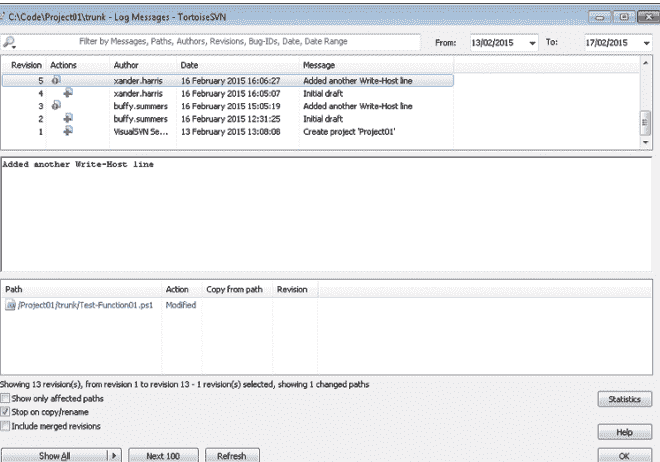 C:\Code\Project01\trunk - Log Messages - TortoiseSVN
Filter by Messages, Paths, Authors, Revisions, Bug-IDs, Date, Date Range From: 13/02/2015 To: 17/02/2015
Revision Actions Author Date Message
5 xander.harris 16 February 2015 16:06:27 Added another Write-Host line
4 xander.harris 16 February 2015 16:05:07 Initial draft
3 buffy.summers 16 February 2015 15:05:19 Added another Write-Host line
2 buffy.summers 16 February 2015 12:31:25 Initial draft
1 VisualSVN Se... 13 February 2015 13:08:08 Create project 'Project01'
Added another Write-Host line
Path Action Copy from path Revision
/Project01/trunk/Test-Function01.ps1 Modified
Showing 13 revision(s), from revision 1 to revision 13 - 1 revision(s) selected, showing 1 changed paths
Show only affected paths
Statistics
Stop on copy/rename
Include merged revisions
Help
Show All Next 100 Refresh OK